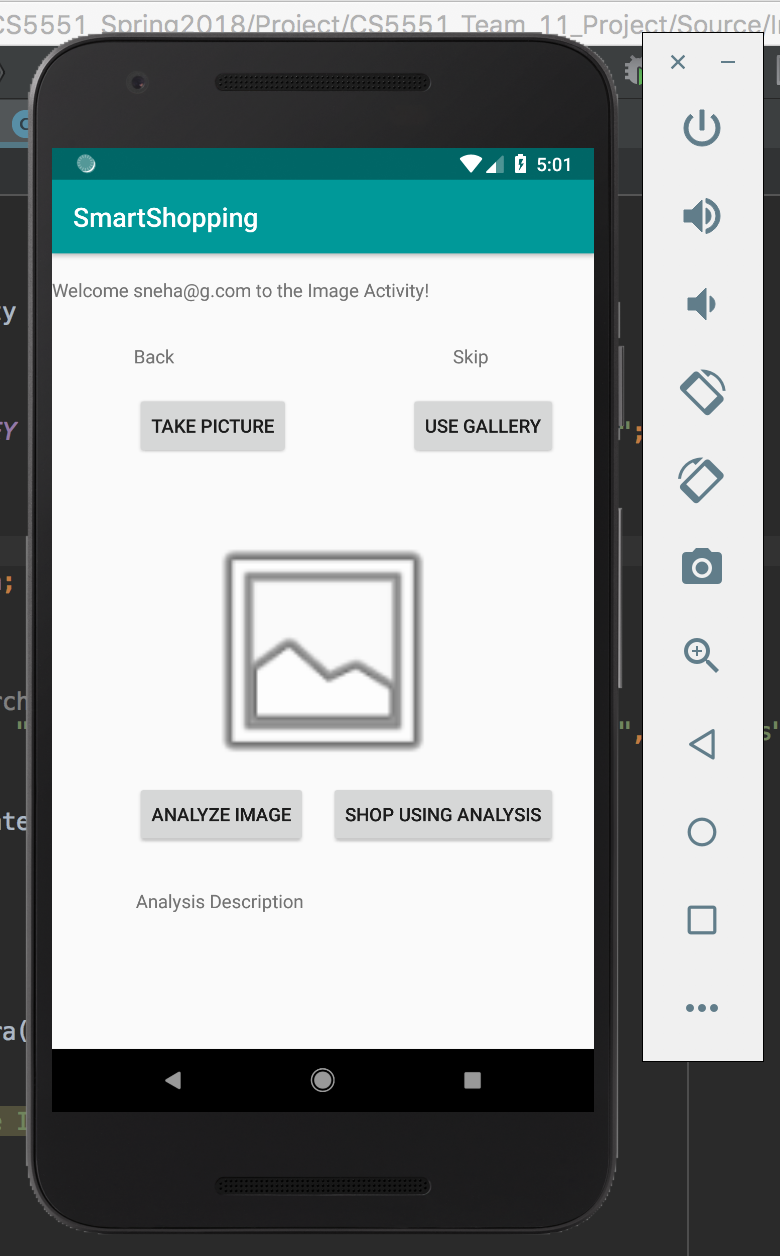 CS5551_Spring2018/Project/CS5551_Team_11_Project/Source/
5:01
SmartShopping
Welcome sneha@g.com to the Image Activity!
Back Skip
TAKE PICTURE USE GALLERY
ANALYZE IMAGE SHOP USING ANALYSIS
Analysis Description